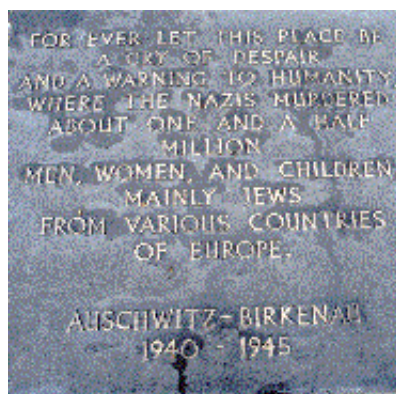 FOR EVER LET THIS PLACE BE
A CRY OF DESPAIR
AND A WARNING TO HUMANITY,
WHERE THE NAZIS MURDERED
ABOUT ONE AND A HALF
MILLION
MEN, WOMEN, AND CHILDREN,
MAINLY JEWS
FROM VARIOUS COUNTRIES
OF EUROPE.
AUSCHWITZ-BIRKENAU
1940 - 1945